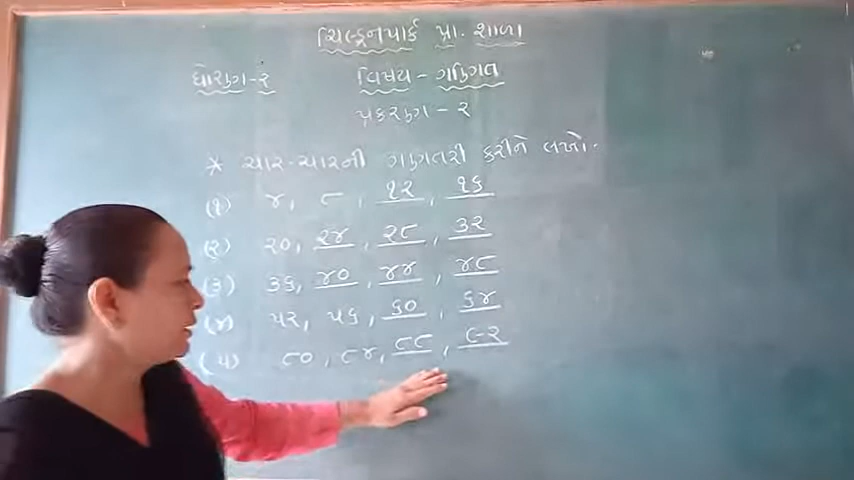 ચિલ્ડ્રનપાર્ક પ્રા. શાળા
ધોરણ-૨ વિષય - ગણિત
પ્રકરણ - ૨
* ચાર-ચારની ગણતરી કરીને લખો.
(૧) ૪, ૮, ૧૨, ૧૬
(૨) ૨૦, ૨૪, ૨૮, ૩૨
(૩) ૩૬, ૪૦, ૪૪, ૪૮
(૪) ૫૨, ૫૬, ૬૦, ૬૪
(૫) ૮૦, ૮૪, ૮૮, ૯૨